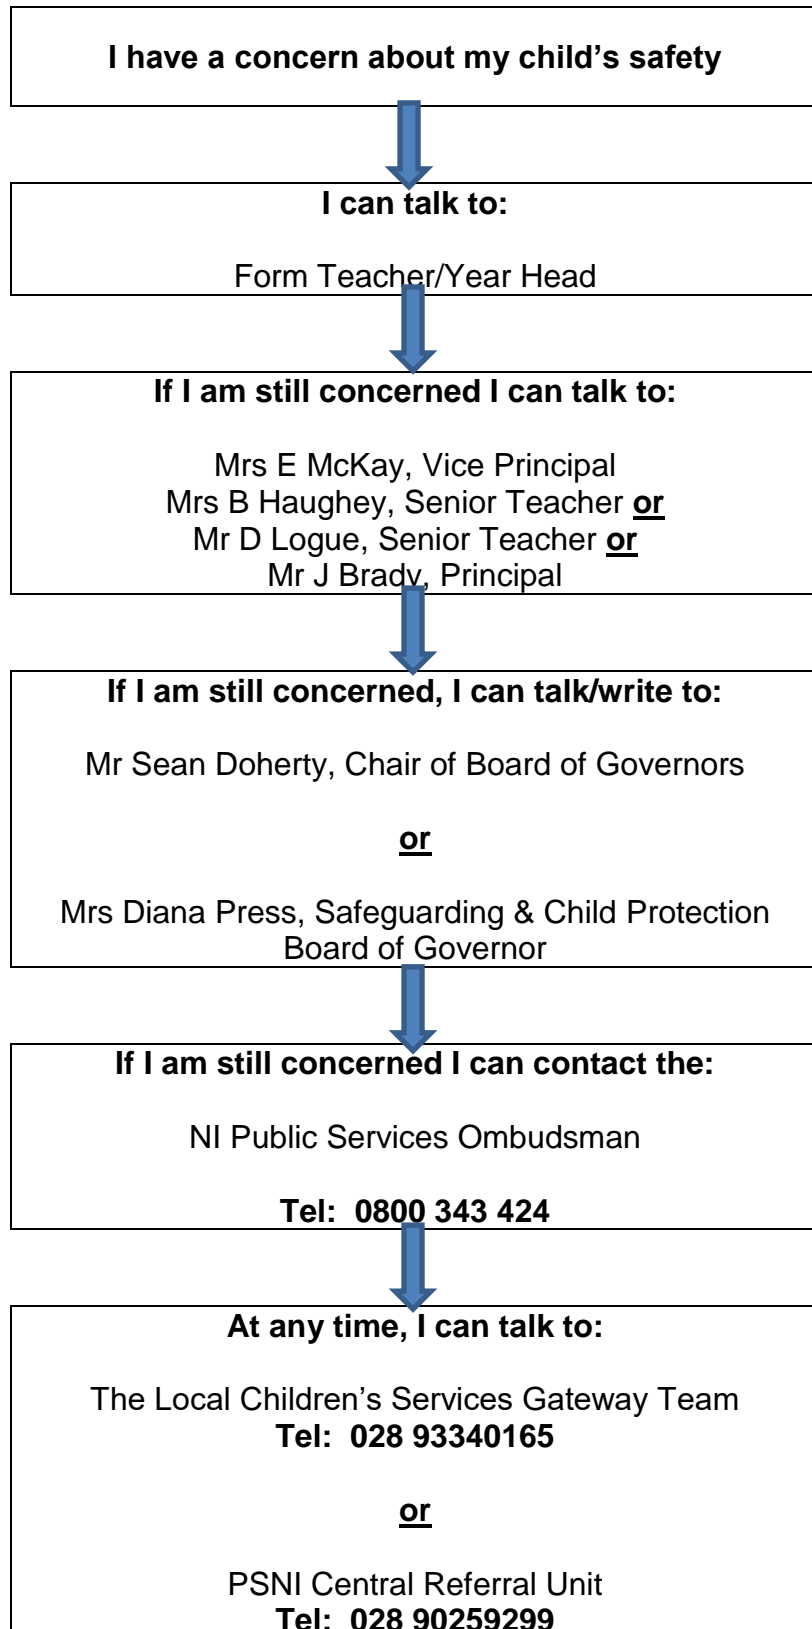 I have a concern about my child's safety
I can talk to:
Form Teacher/Year Head
If I am still concerned I can talk to:
Mrs E McKay, Vice Principal
Mrs B Haughey, Senior Teacher or
Mr D Logue, Senior Teacher or
Mr J Brady, Principal
If I am still concerned, I can talk/write to:
Mr Sean Doherty, Chair of Board of Governors
or
Mrs Diana Press, Safeguarding & Child Protection
Board of Governor
If I am still concerned I can contact the:
NI Public Services Ombudsman
Tel:  0800 343 424
At any time, I can talk to:
The Local Children's Services Gateway Team
Tel:  028 93340165
or
PSNI Central Referral Unit
Tel:  028 90259299